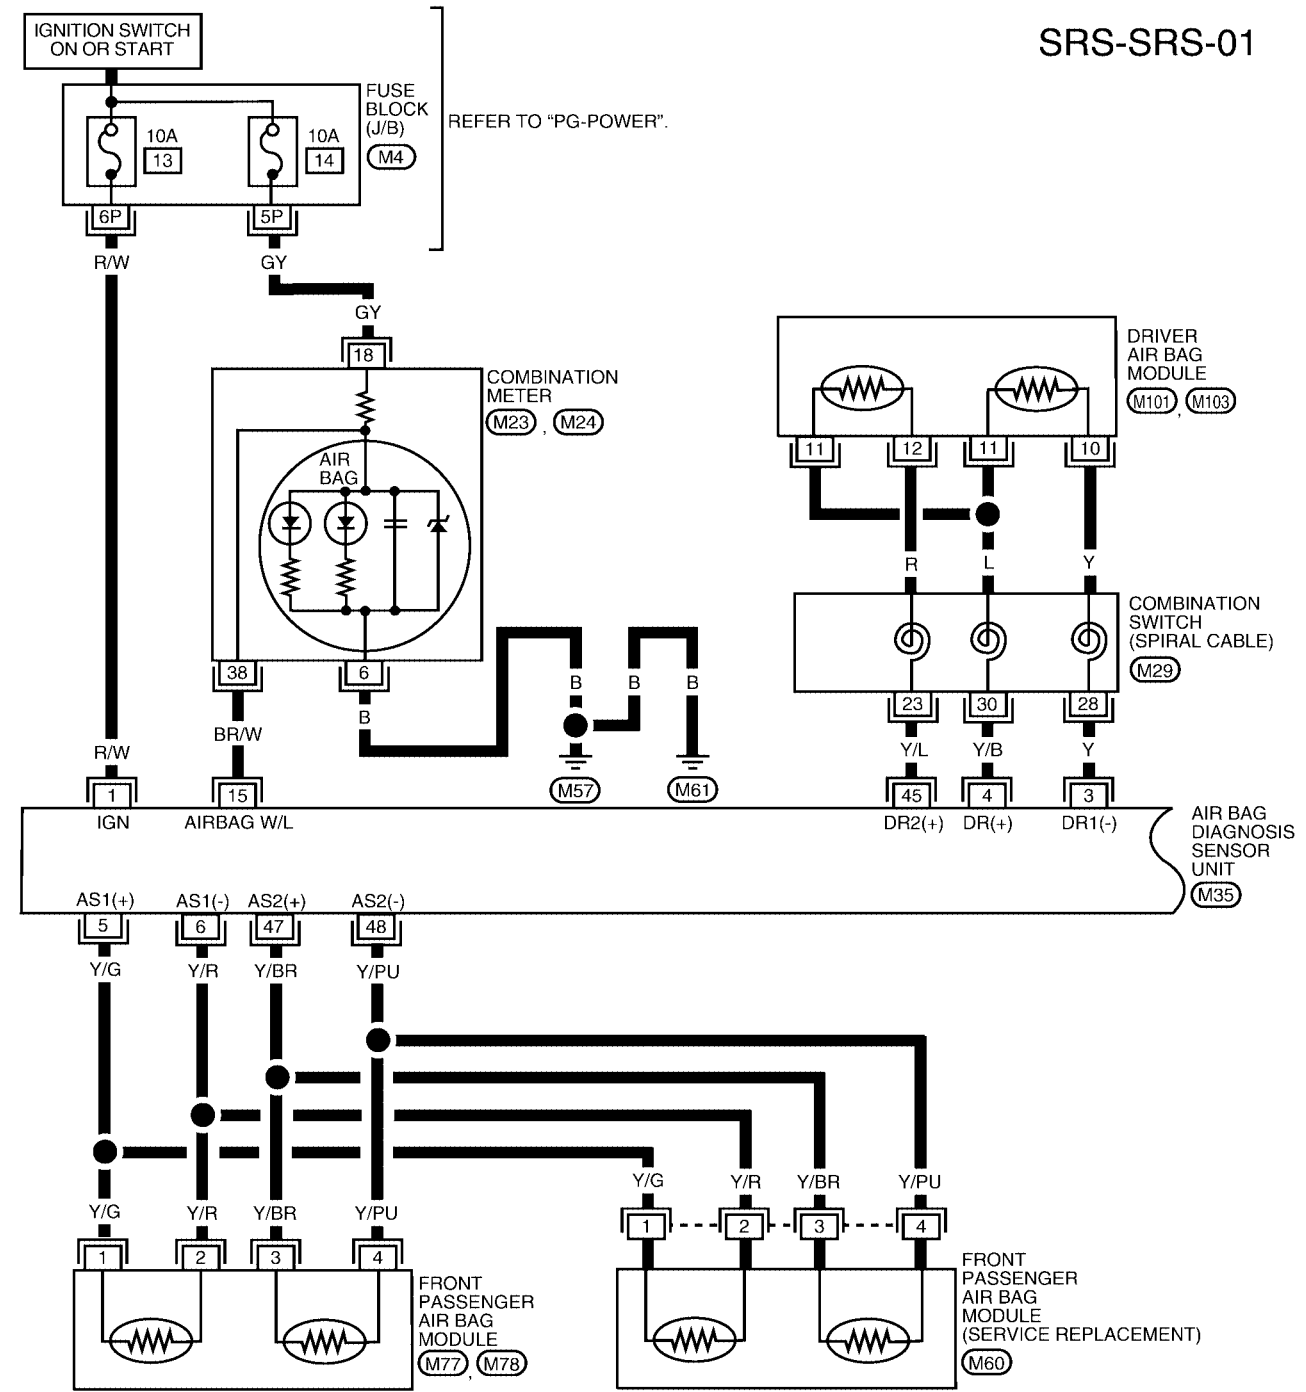 SRS-SRS-01
IGNITION SWITCH
ON OR START
FUSE
BLOCK
(J/B)
M4
REFER TO “PG-POWER”.
10A
13
10A
14
6P
5P
R/W
GY
GY
18
COMBINATION
METER
M23 , M24
AIR
BAG
38
6
BR/W
B
B
B
B
M57
M61
R/W
DRIVER
AIR BAG
MODULE
M101 , M103
11
12
11
10
R
L
Y
COMBINATION
SWITCH
(SPIRAL CABLE)
M29
23
30
28
Y/L
Y/B
Y
1
15
45
4
3
IGN
AIRBAG W/L
DR2(+)
DR(+)
DR1(-)
AIR BAG
DIAGNOSIS
SENSOR
UNIT
M35
AS1(+)
AS1(-)
AS2(+)
AS2(-)
5
6
47
48
Y/G
Y/R
Y/BR
Y/PU
Y/G
Y/R
Y/BR
Y/PU
Y/G
Y/R
Y/BR
Y/PU
1
2
3
4
1
2
3
4
FRONT
PASSENGER
AIR BAG
MODULE
M77 , M78
FRONT
PASSENGER
AIR BAG
MODULE
(SERVICE REPLACEMENT)
M60